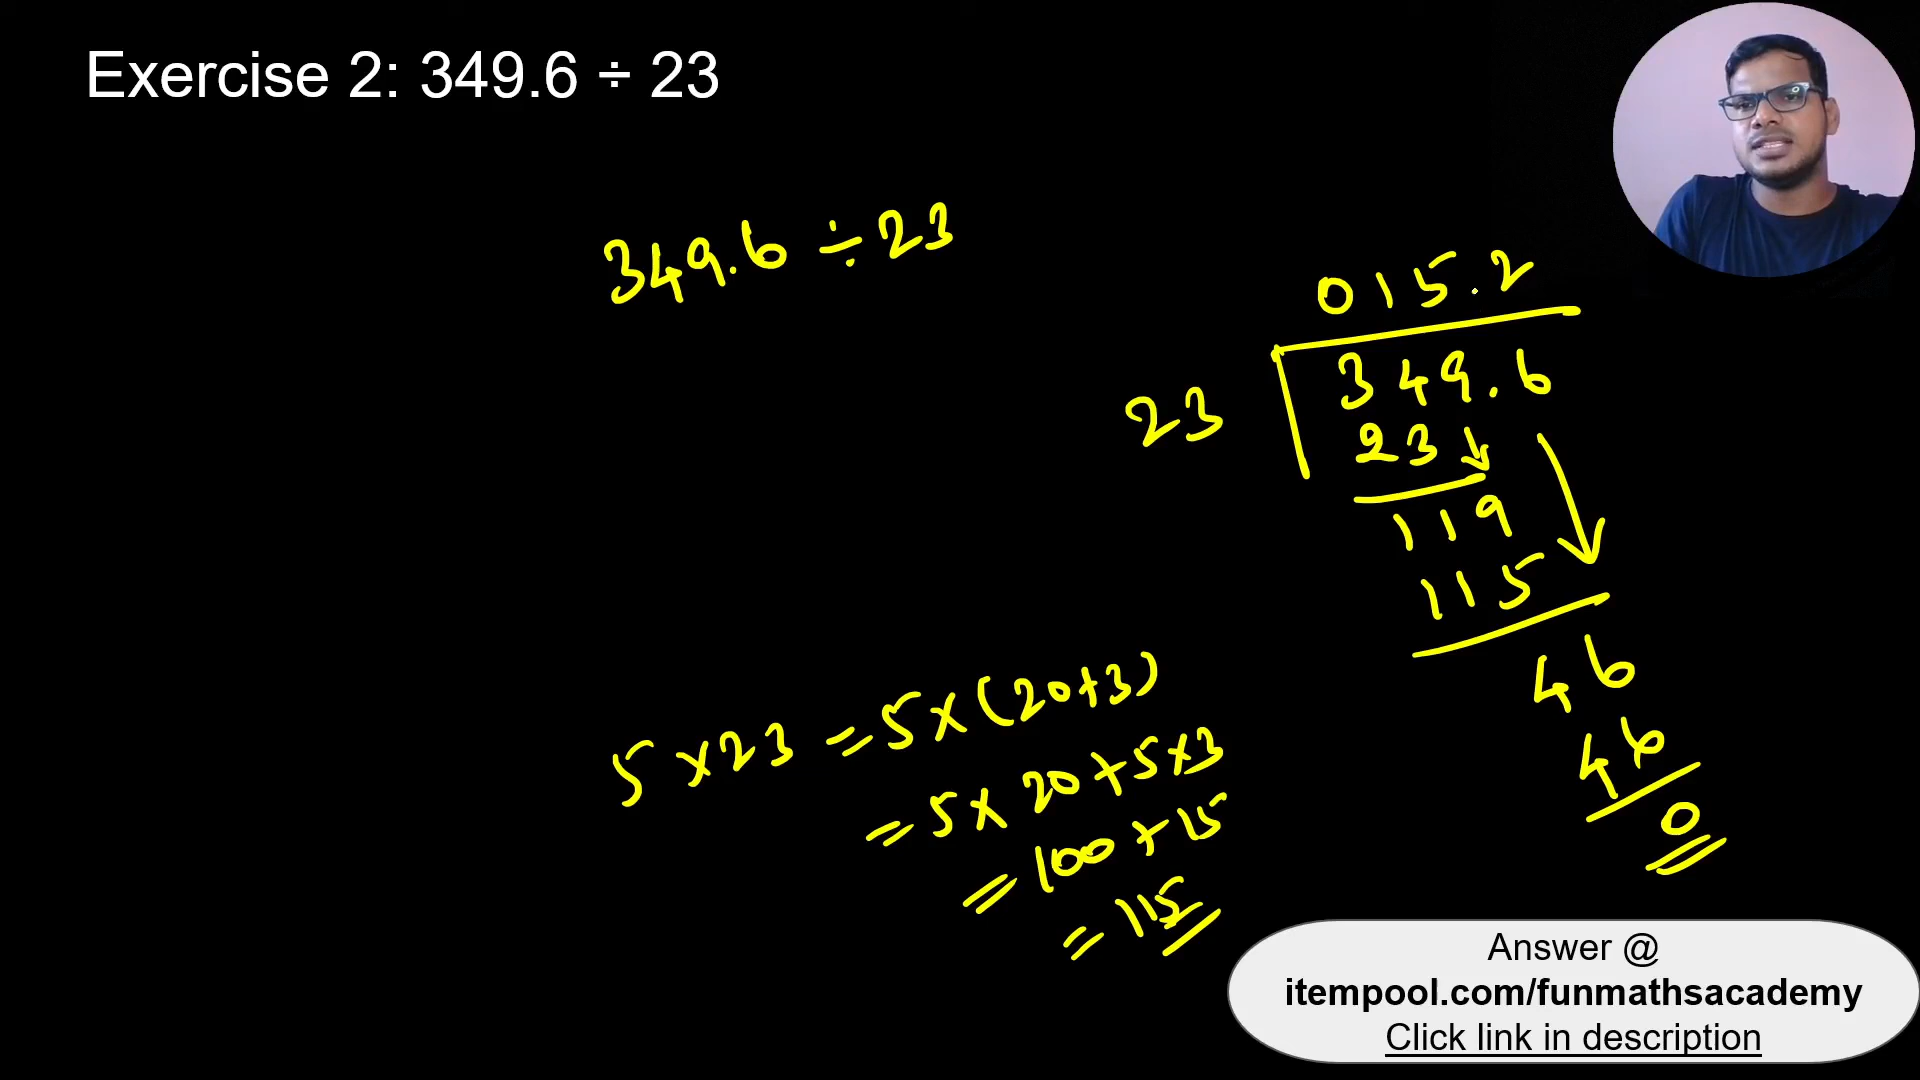 Exercise 2: 349.6 ÷ 23
349.6 ÷ 23
015.2
23
349.6
23
119
115
46
46
0
5 × 23 = 5 × (20+3)
= 5 × 20 + 5 × 3
= 100 + 15
= 115
Answer @
itempool.com/funmathsacademy
Click link in description